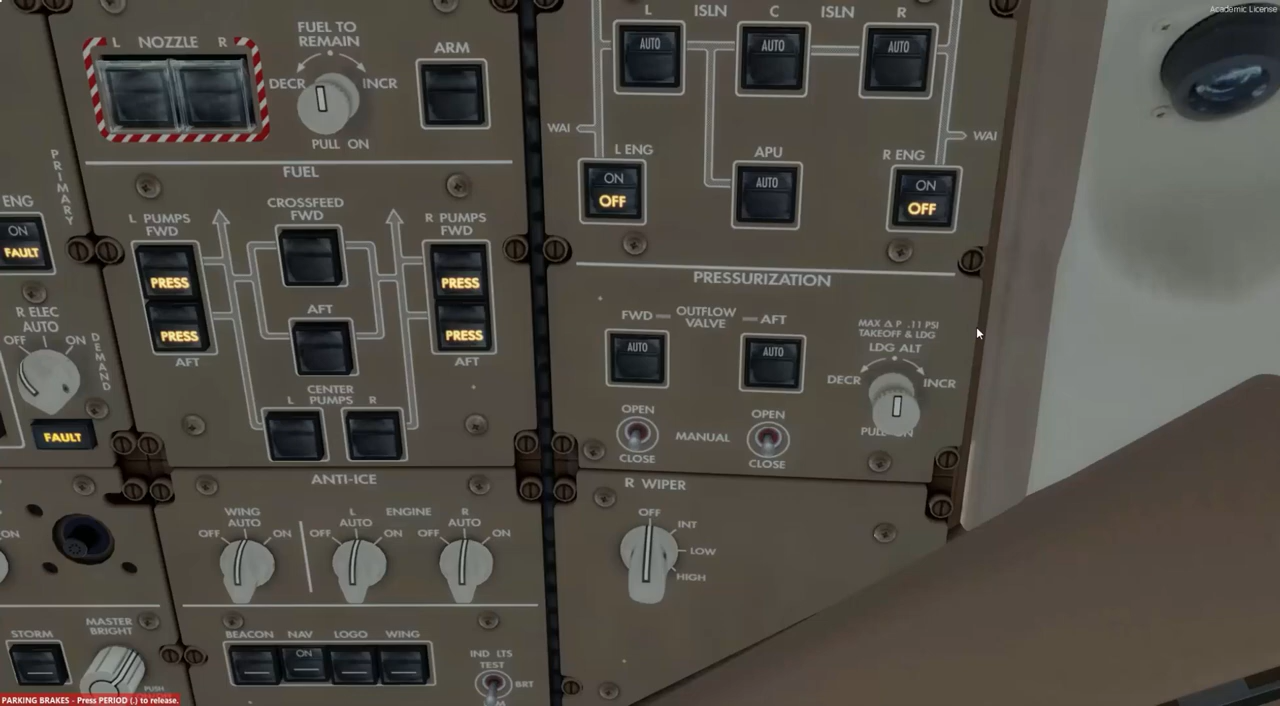 Academic License
L NOZZLE R
FUEL TO
REMAIN
DECR INCR
PULL ON
ARM
L ISLN C ISLN R
AUTO AUTO AUTO
WAI WAI
L ENG APU R ENG
ON
OFF
AUTO
ON
OFF
FUEL
L PUMPS
FWD
CROSSFEED
FWD
R PUMPS
FWD
PRESS
PRESS
AFT
AFT
PRESS
PRESS
AFT
CENTER
L PUMPS R
PRIMARY
ENG
ON
FAULT
R ELEC
AUTO
OFF ON
DEMAND
FAULT
PRESSURIZATION
FWD OUTFLOW VALVE AFT
AUTO AUTO
MAX Δ P .11 PSI
TAKEOFF & LDG
LDG ALT
DECR INCR
PULL ON
OPEN OPEN
MANUAL
CLOSE CLOSE
ANTI-ICE
WING
AUTO
OFF ON
L ENGINE R
AUTO AUTO
OFF ON OFF ON
R WIPER
OFF
INT
LOW
HIGH
ON
STORM
MASTER
BRIGHT
PUSH
BEACON NAV LOGO WING
ON
IND LTS
TEST
BRT
PARKING BRAKES - Press PERIOD (.) to release.